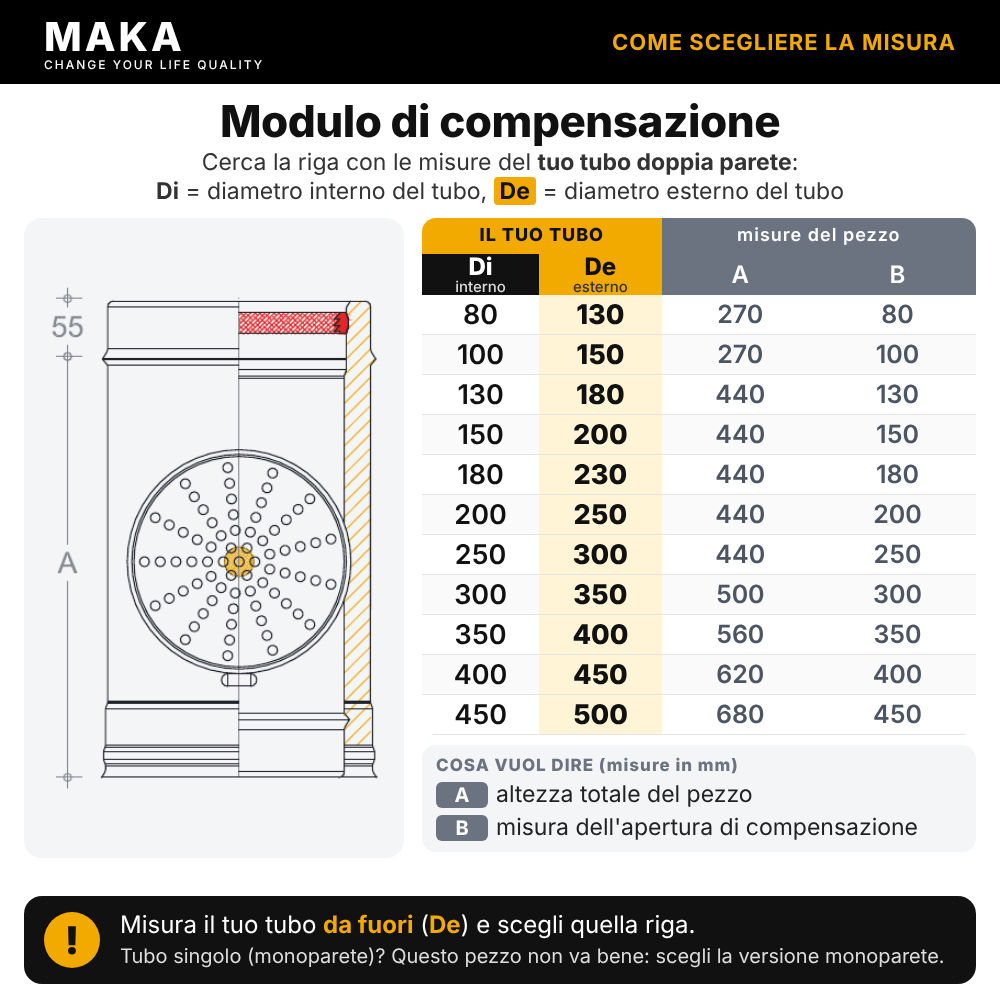 MAKA
CHANGE YOUR LIFE QUALITY
COME SCEGLIERE LA MISURA
Modulo di compensazione
Cerca la riga con le misure del tuo tubo doppia parete:
Di = diametro interno del tubo, De = diametro esterno del tubo
55
A
IL TUO TUBO misure del pezzo
Di interno De esterno A B
80 130 270 80
100 150 270 100
130 180 440 130
150 200 440 150
180 230 440 180
200 250 440 200
250 300 440 250
300 350 500 300
350 400 560 350
400 450 620 400
450 500 680 450
COSA VUOL DIRE (misure in mm)
A altezza totale del pezzo
B misura dell'apertura di compensazione
! Misura il tuo tubo da fuori (De) e scegli quella riga.
Tubo singolo (monoparete)? Questo pezzo non va bene: scegli la versione monoparete.